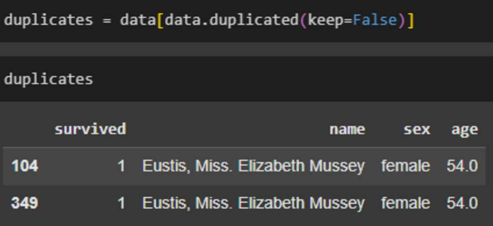 duplicates = data[data.duplicated(keep=False)]
duplicates
survived name sex age
104 1 Eustis, Miss. Elizabeth Mussey female 54.0
349 1 Eustis, Miss. Elizabeth Mussey female 54.0